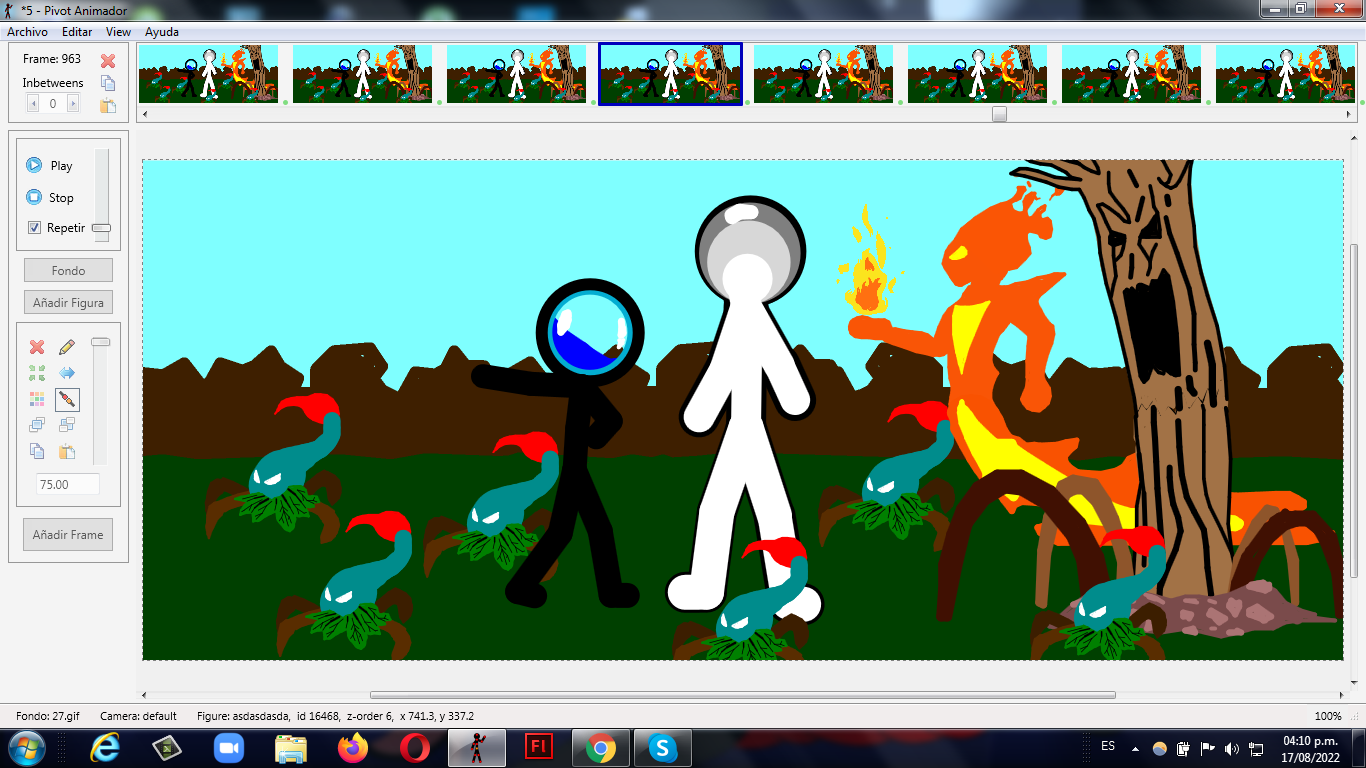 *5 - Pivot Animador
Archivo Editar View Ayuda
Frame: 963
Inbetweens
0
Play
Stop
Repetir
Fondo
Añadir Figura
75.00
Añadir Frame
Fondo: 27.gif Camera: default Figure: asdasdasda, id 16468, z-order 6, x 741.3, y 337.2 100%
Fl
S
ES
04:10 p.m.
17/08/2022